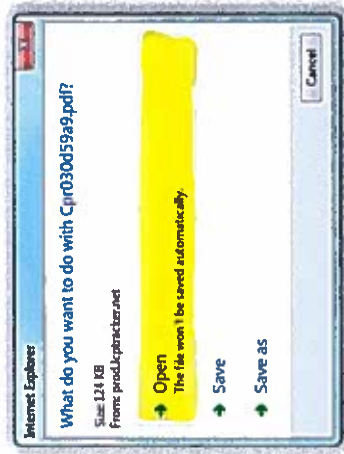 Internet Explorer
What do you want to do with Cpr030d59a9.pdf?
Size: 124 KB
From: prod.lcptracker.net
Open
The file won't be saved automatically.
Save
Save as
Cancel